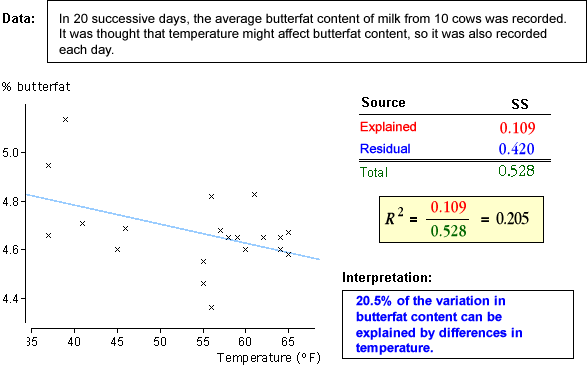 Data:
In 20 successive days, the average butterfat content of milk from 10 cows was recorded.
It was thought that temperature might affect butterfat content, so it was also recorded
each day.
% butterfat
5.0
4.8
4.6
4.4
35 40 45 50 55 60 65
Temperature (°F)
Source SS
Explained 0.109
Residual 0.420
Total 0.528
R² = 0.109 / 0.528 = 0.205
Interpretation:
20.5% of the variation in
butterfat content can be
explained by differences in
temperature.